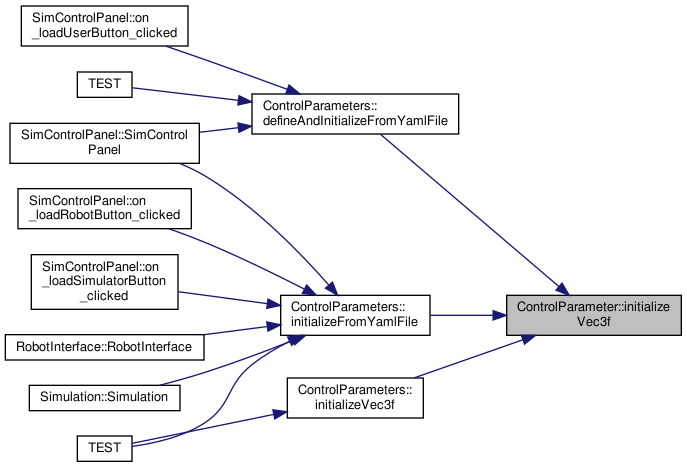 SimControlPanel::on
_loadUserButton_clicked
TEST
ControlParameters::
defineAndInitializeFromYamlFile
SimControlPanel::SimControl
Panel
SimControlPanel::on
_loadRobotButton_clicked
SimControlPanel::on
_loadSimulatorButton
_clicked
ControlParameters::
initializeFromYamlFile
ControlParameter::initialize
Vec3f
RobotInterface::RobotInterface
Simulation::Simulation
ControlParameters::
initializeVec3f
TEST